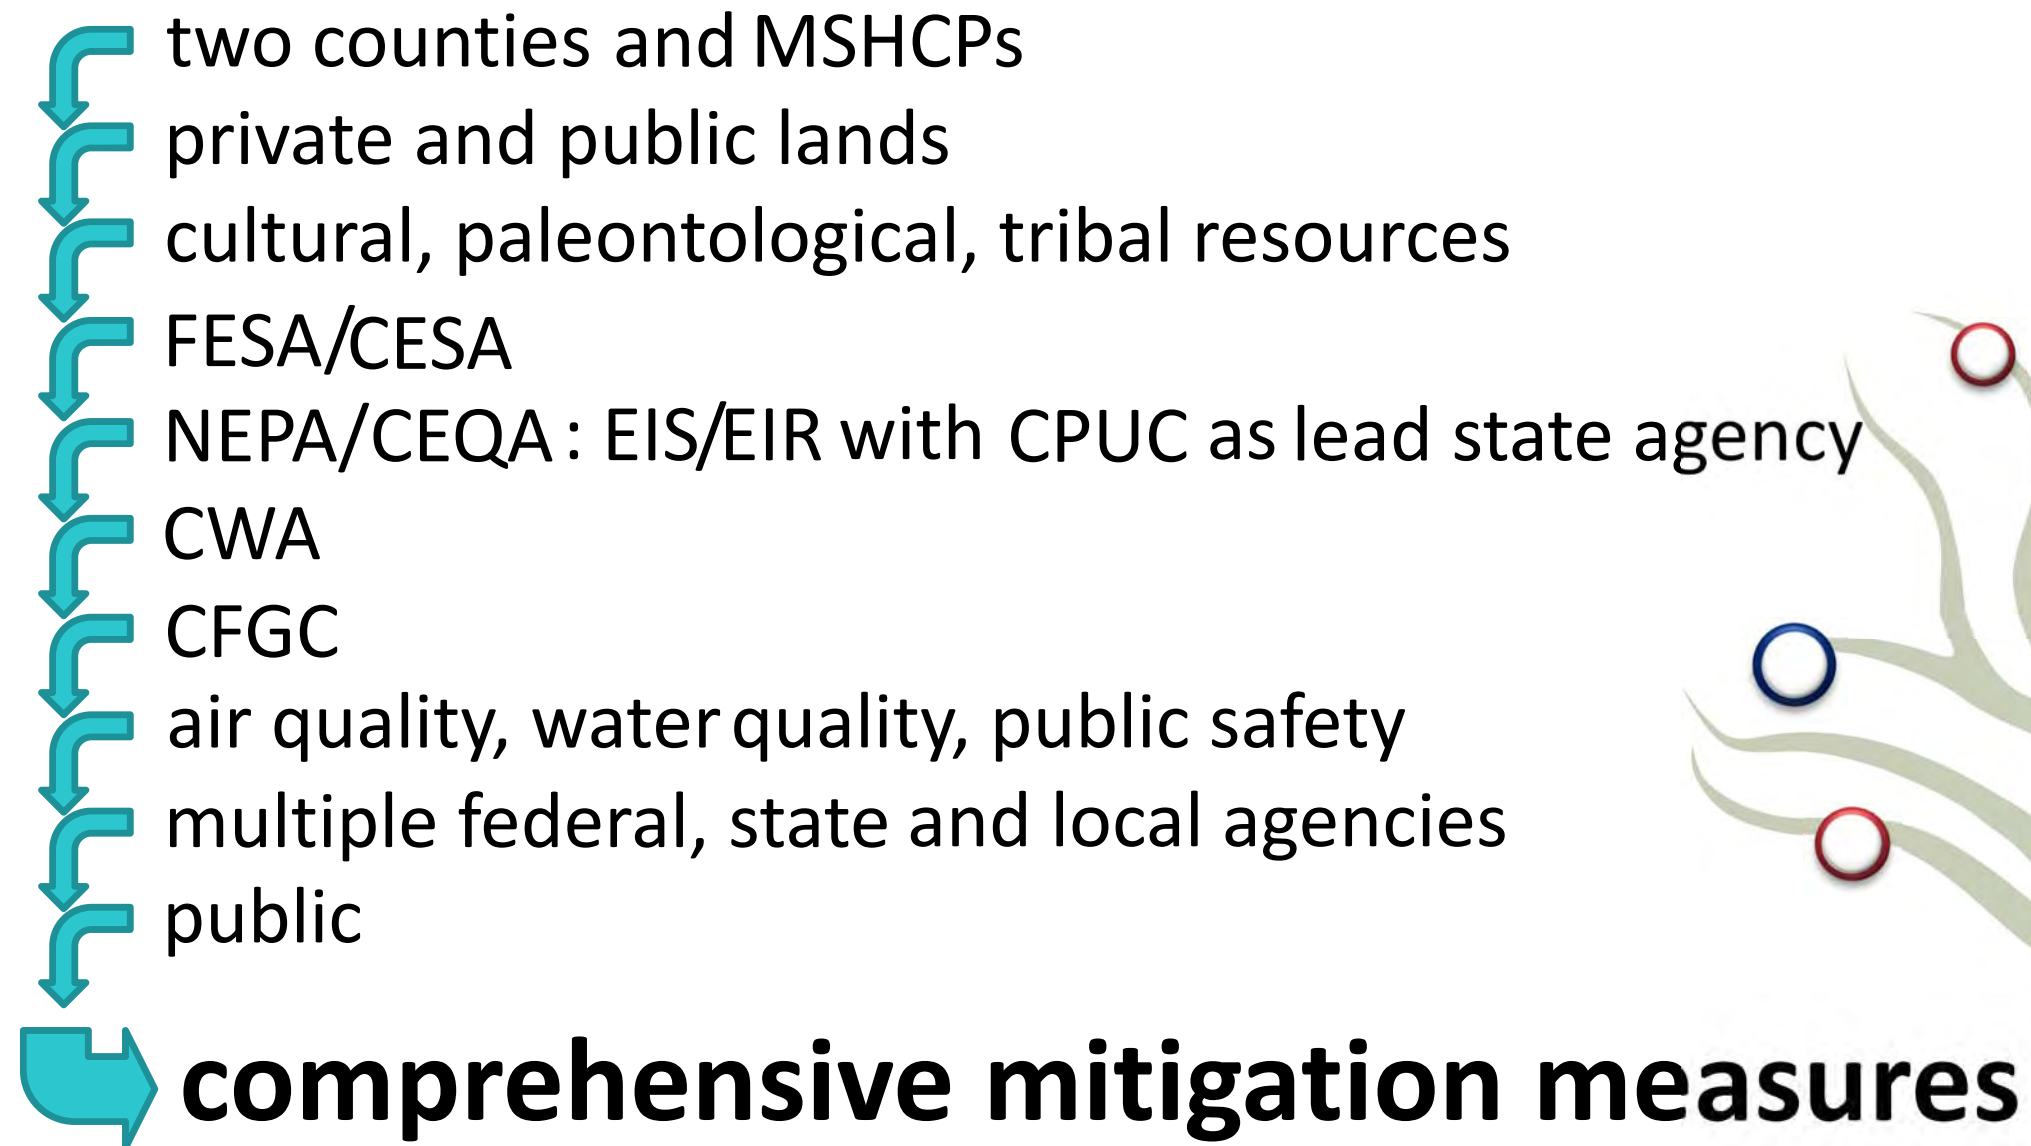 two counties and MSHCPs
private and public lands
cultural, paleontological, tribal resources
FESA/CESA
NEPA/CEQA: EIS/EIR with CPUC as lead state agency
CWA
CFGC
air quality, water quality, public safety
multiple federal, state and local agencies
public
comprehensive mitigation measures